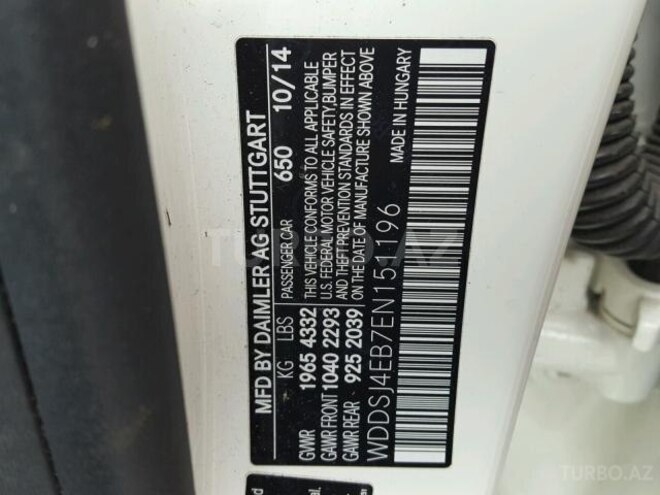 MFD BY DAIMLER AG STUTTGART
KG LBS PASSENGER CAR 650 10/14
GVWR 1965 4332 THIS VEHICLE CONFORMS TO ALL APPLICABLE
GAWR FRONT 1040 2293 U.S. FEDERAL MOTOR VEHICLE SAFETY, BUMPER
GAWR REAR 925 2039 AND THEFT PREVENTION STANDARDS IN EFFECT
ON THE DATE OF MANUFACTURE SHOWN ABOVE
WDDSJ4EB7EN151196 MADE IN HUNGARY
TURBO.AZ
TURBO.AZ